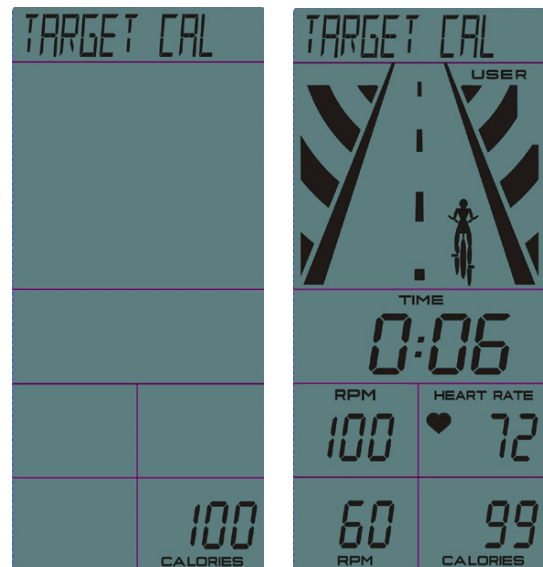 TARGET CAL
100
CALORIES
TARGET CAL
USER
TIME
0:06
RPM
HEART RATE
100
72
60
99
RPM
CALORIES